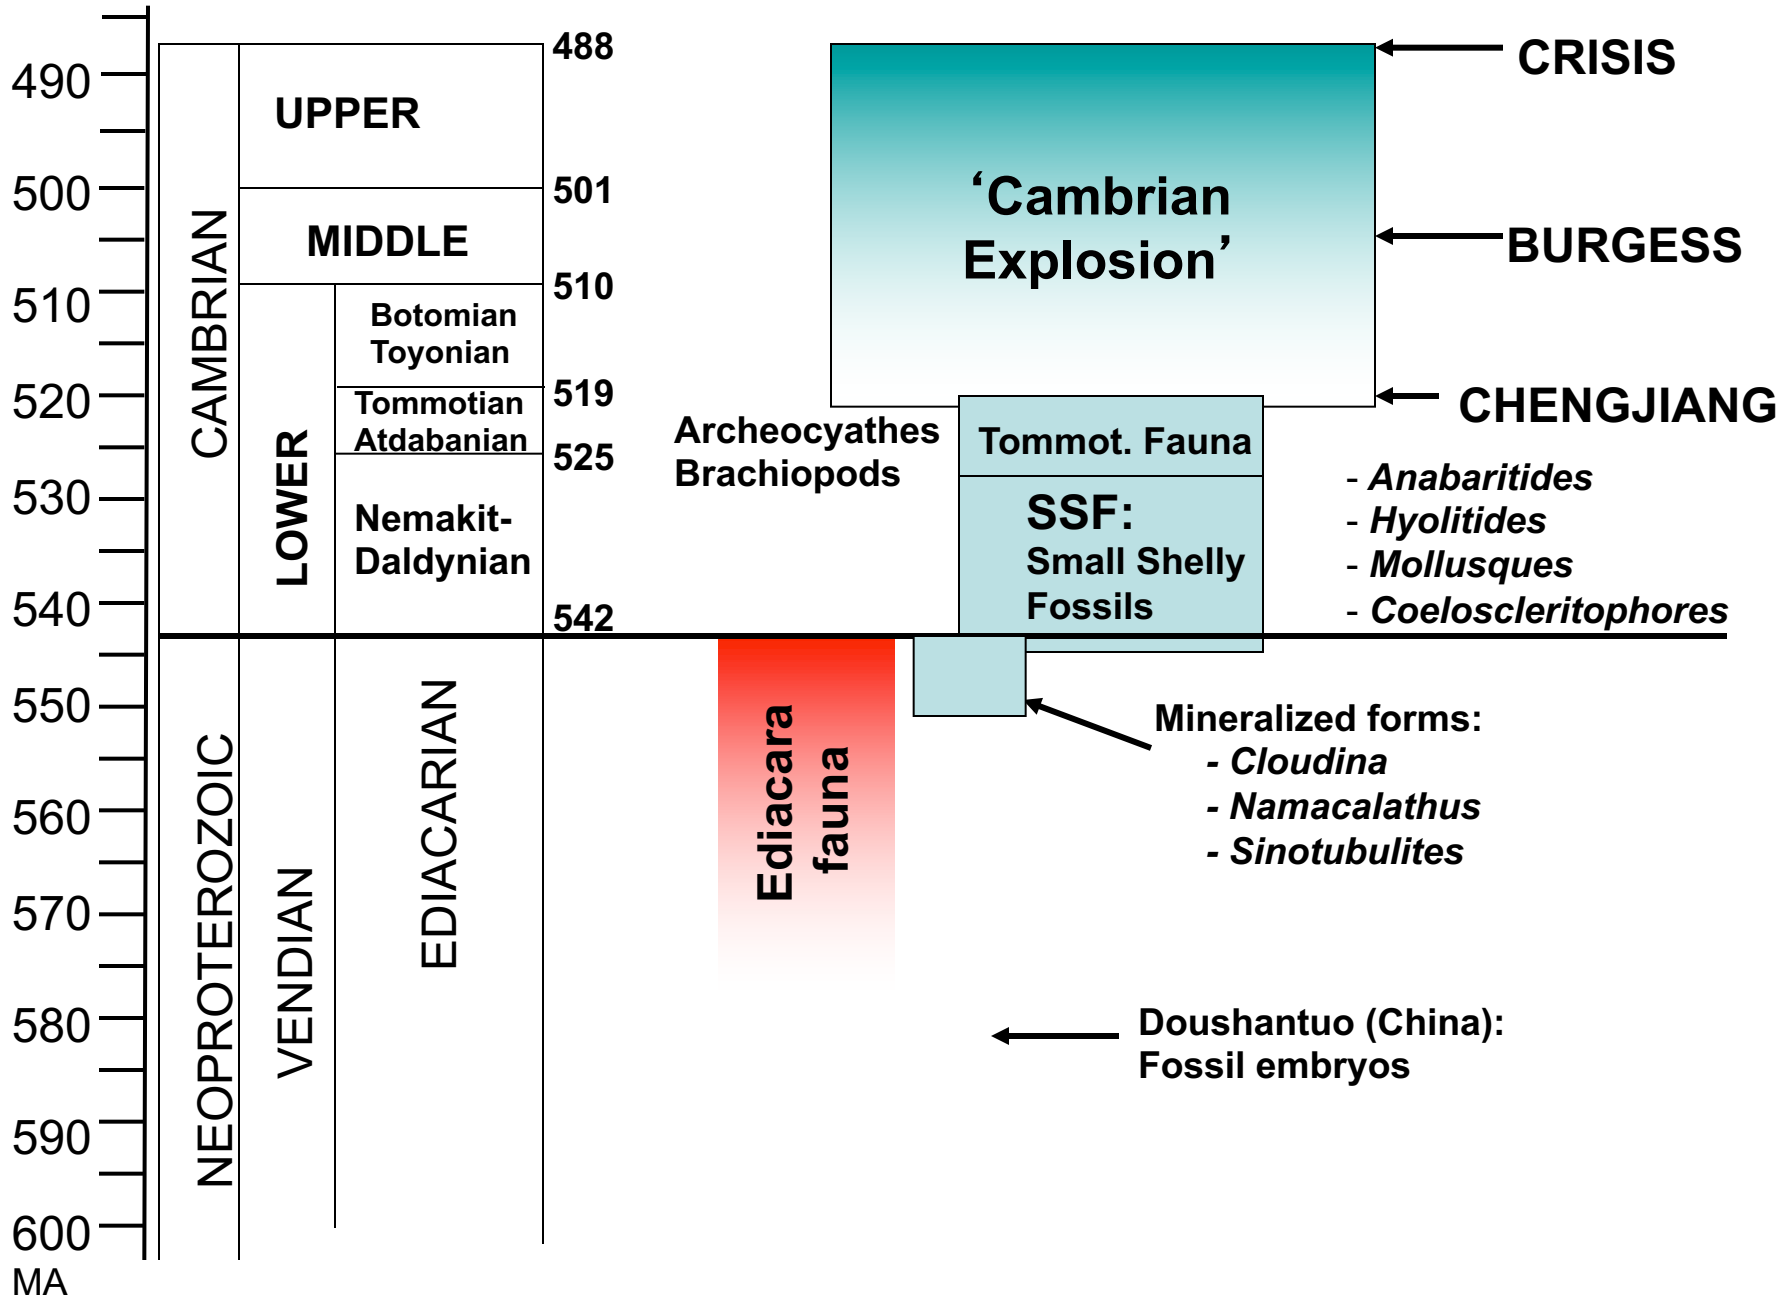 490
500
510
520
530
540
550
560
570
580
590
600
MA
CAMBRIAN
NEOPROTEROZOIC
UPPER
MIDDLE
LOWER
Botomian
Toyonian
Tommotian
Atdabanian
Nemakit-
Daldynian
VENDIAN
EDIACARIAN
488
501
510
519
525
542
‘Cambrian
Explosion’
CRISIS
BURGESS
CHENGJIANG
Archeocyathes
Brachiopods
Tommot. Fauna
SSF:
Small Shelly
Fossils
- Anabaritides
- Hyolitides
- Mollusques
- Coeloscleritophores
Ediacara
fauna
Mineralized forms:
- Cloudina
- Namacalathus
- Sinotubulites
Doushantuo (China):
Fossil embryos